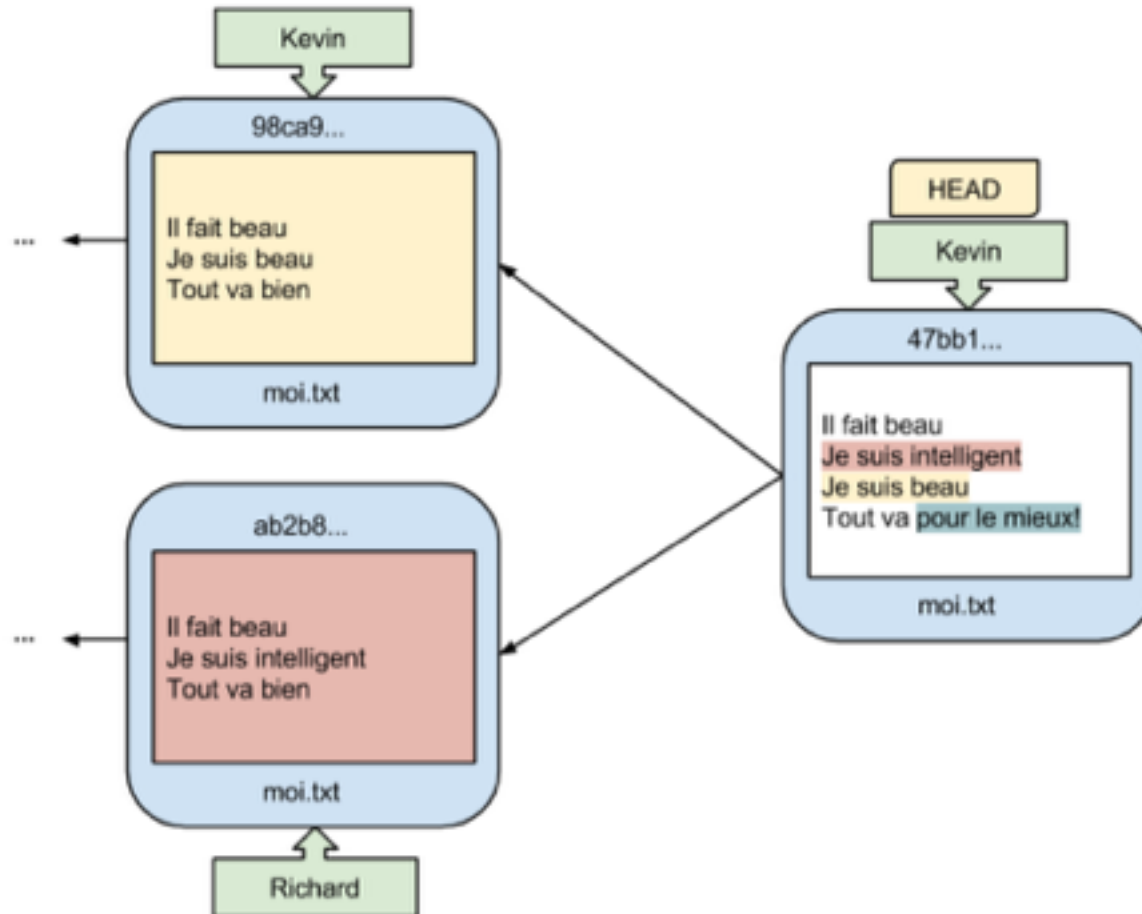 Kevin
98ca9...
Il fait beau
Je suis beau
Tout va bien
moi.txt
...
ab2b8...
Il fait beau
Je suis intelligent
Tout va bien
moi.txt
...
Richard
HEAD
Kevin
47bb1...
Il fait beau
Je suis intelligent
Je suis beau
Tout va pour le mieux!
moi.txt